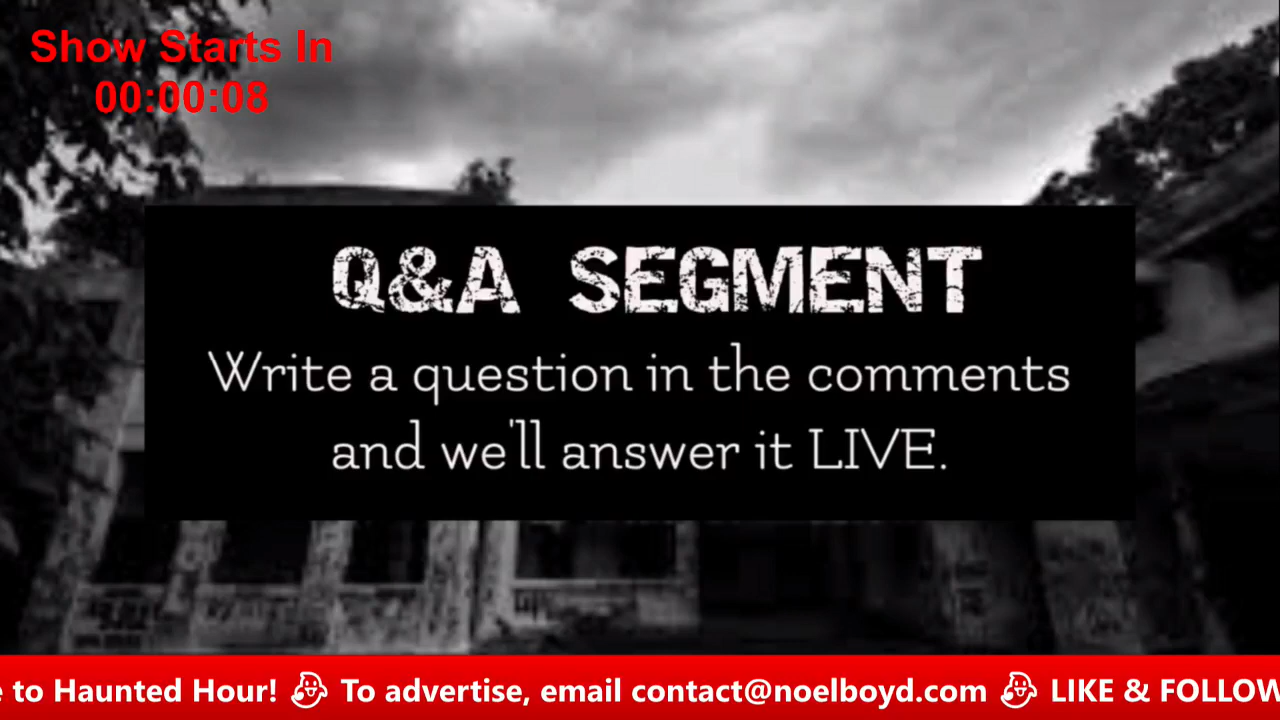 Show Starts In
00:00:08
Q&A SEGMENT
Write a question in the comments
and we'll answer it LIVE.
e to Haunted Hour! 👻 To advertise, email contact@noelboyd.com 👻 LIKE & FOLLOW